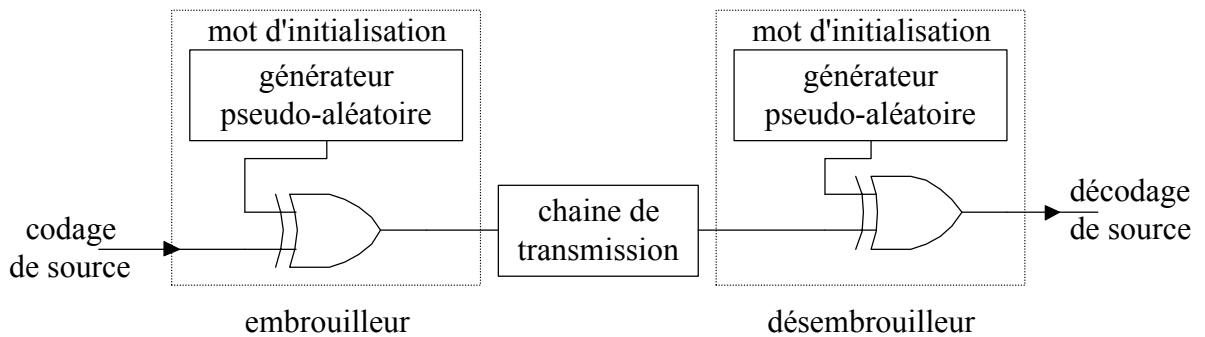 mot d'initialisation
générateur
pseudo-aléatoire
mot d'initialisation
générateur
pseudo-aléatoire
codage
de source
chaine de
transmission
décodage
de source
embrouilleur
désembrouilleur